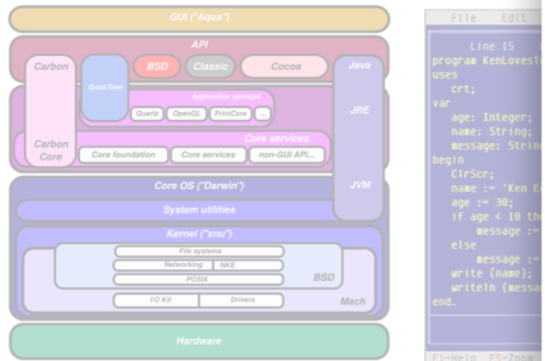 GUI ("Aqua")
API
Carbon
QuickTime
BSD
Classic
Cocoa
Java
Application services
Quartz
OpenGL
PrintCore
...
JRE
Core services
Carbon
Core
Core foundation
Core services
non-GUI API...
Core OS ("Darwin")
JVM
System utilities
Kernel ("xnu")
File systems
Networking
NKE
POSIX
BSD
I/O Kit
Drivers
Mach
Hardware
File Edit
Line 15
program KenLovesT
uses
crt;
var
age: Integer;
name: String;
message: Strin
begin
ClrScr;
name := 'Ken E
age := 30;
if age < 10 the
message :=
else
message :=
write (name);
writeln (messa
end.
F1-Help F5-Zoom